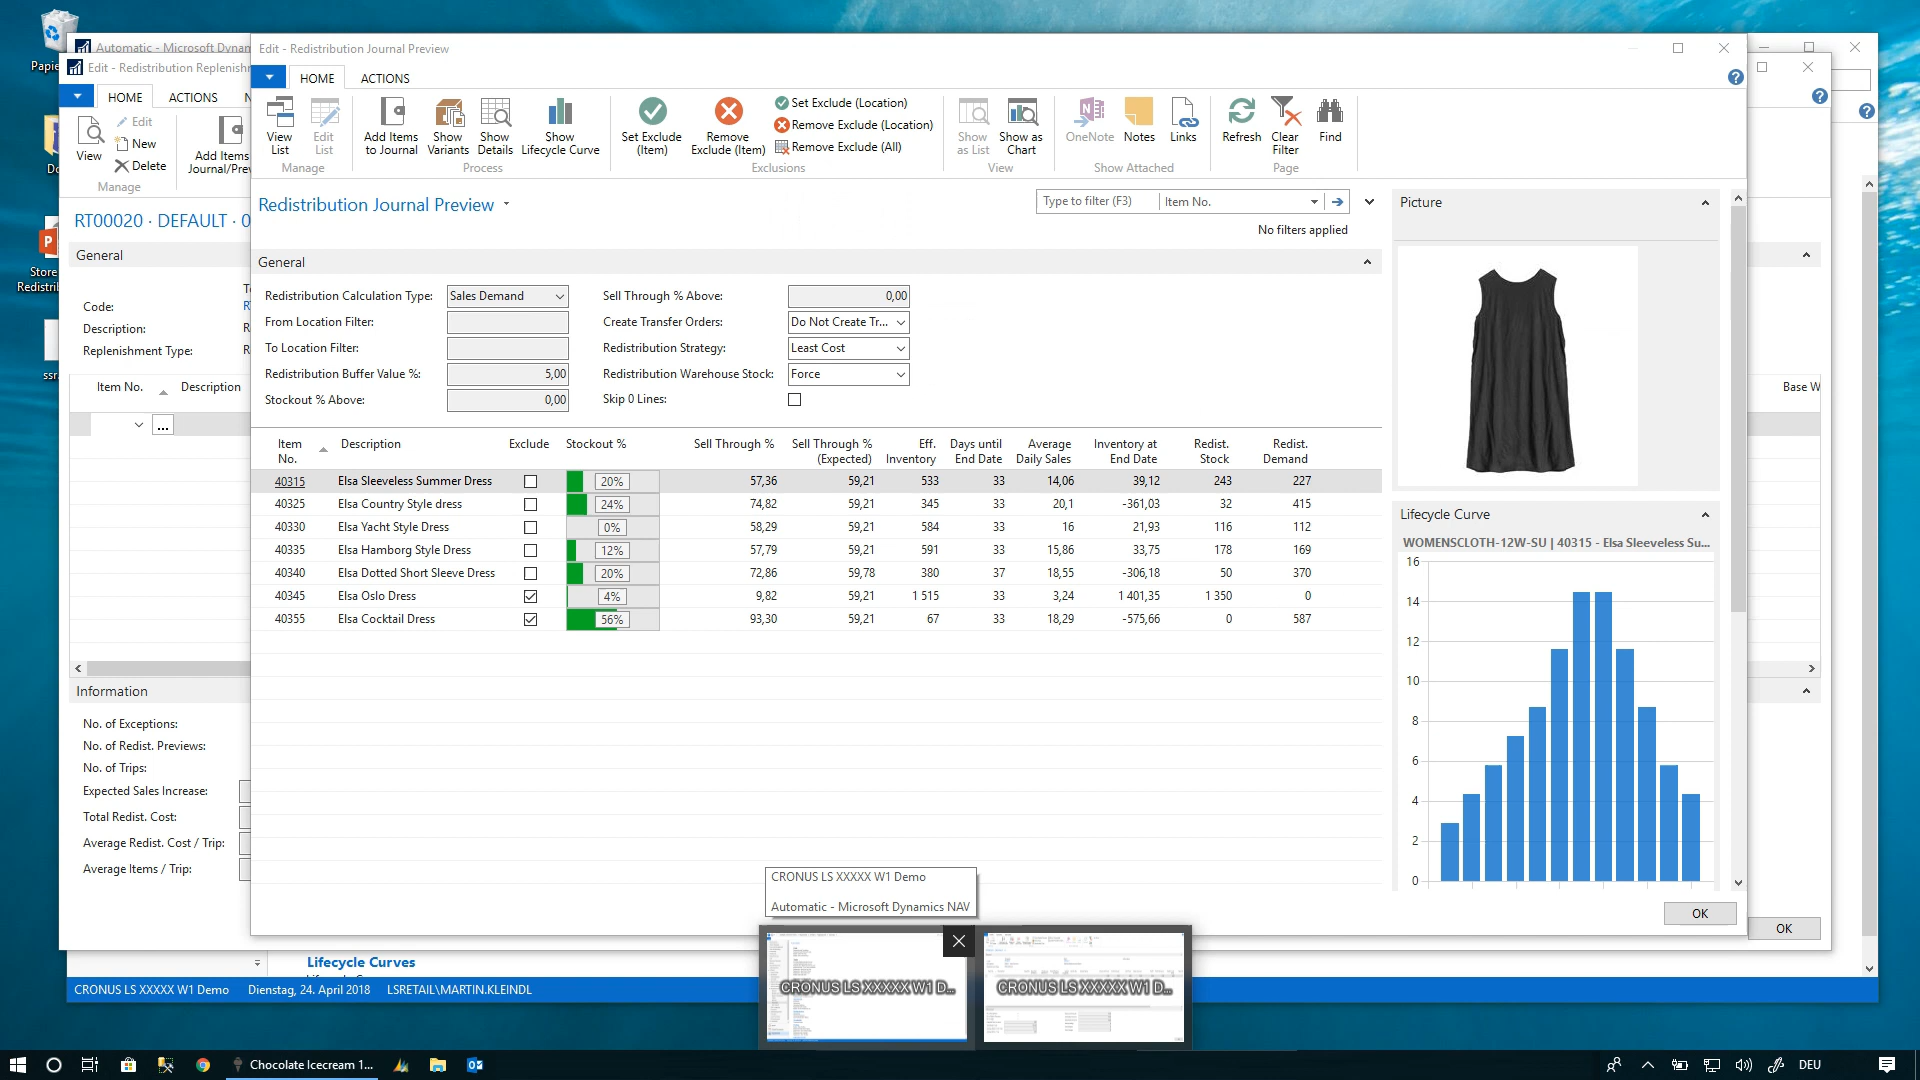 Papie
Do
Store
Redistrib
ssr.
Automatic - Microsoft Dynam
Edit - Redistribution Replenishm
HOME
ACTIONS
N
View
Edit
New
Delete
Manage
Add Items
Journal/Prev
RT00020 · DEFAULT · 0
General
Code:
Description:
Replenishment Type:
Item No.
Description
...
Base W
Information
No. of Exceptions:
No. of Redist. Previews:
No. of Trips:
Expected Sales Increase:
Total Redist. Cost:
Average Redist. Cost / Trip:
Average Items / Trip:
OK
Edit - Redistribution Journal Preview
HOME
ACTIONS
View List
Edit List
Manage
Add Items to Journal
Show Variants
Show Details
Show Lifecycle Curve
Process
Set Exclude (Item)
Remove Exclude (Item)
Set Exclude (Location)
Remove Exclude (Location)
Remove Exclude (All)
Exclusions
Show as List
Show as Chart
View
OneNote
Notes
Links
Show Attached
Refresh
Clear Filter
Find
Page
Redistribution Journal Preview
Type to filter (F3)
Item No.
No filters applied
General
Redistribution Calculation Type: Sales Demand
From Location Filter:
To Location Filter:
Redistribution Buffer Value %: 5,00
Stockout % Above: 0,00
Sell Through % Above: 0,00
Create Transfer Orders: Do Not Create Tr...
Redistribution Strategy: Least Cost
Redistribution Warehouse Stock: Force
Skip 0 Lines:
Item No. Description Exclude Stockout % Sell Through % Sell Through % (Expected) Eff. Inventory Days until End Date Average Daily Sales Inventory at End Date Redist. Stock Redist. Demand
40315 Elsa Sleeveless Summer Dress 20% 57,36 59,21 533 33 14,06 39,12 243 227
40325 Elsa Country Style dress 24% 74,82 59,21 345 33 20,1 -361,03 32 415
40330 Elsa Yacht Style Dress 0% 58,29 59,21 584 33 16 21,93 116 112
40335 Elsa Hamborg Style Dress 12% 57,79 59,21 591 33 15,86 33,75 178 169
40340 Elsa Dotted Short Sleeve Dress 20% 72,86 59,78 380 37 18,55 -306,18 50 370
40345 Elsa Oslo Dress 4% 9,82 59,21 1 515 33 3,24 1 401,35 1 350 0
40355 Elsa Cocktail Dress 56% 93,30 59,21 67 33 18,29 -575,66 0 587
Picture
Lifecycle Curve
WOMENSCLOTH-12W-SU | 40315 - Elsa Sleeveless Su...
16
14
12
10
8
6
4
2
0
OK
CRONUS LS XXXXX W1 Demo
Automatic - Microsoft Dynamics NAV
CRONUS LS XXXXX W1 D...
CRONUS LS XXXXX W1 D...
Lifecycle Curves
CRONUS LS XXXXX W1 Demo
Dienstag, 24. April 2018
LSRETAIL\MARTIN.KLEINDL
Chocolate Icecream 1...
DEU